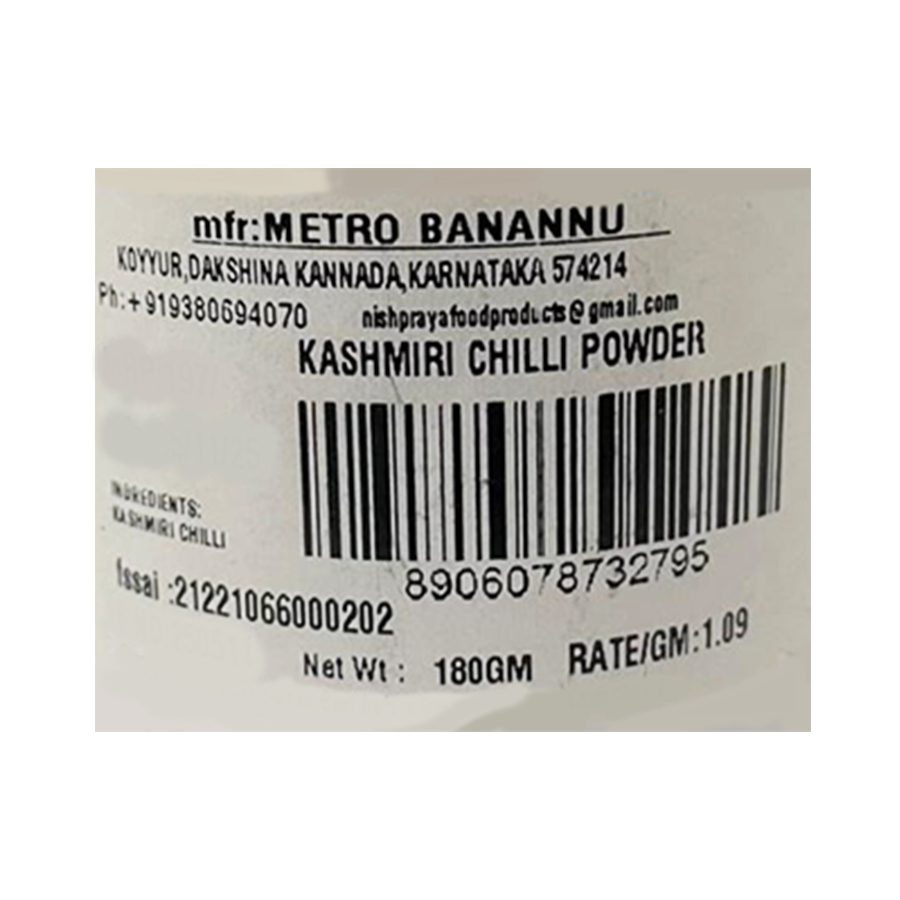 mfr:METRO BANANNU
KOYYUR,DAKSHINA KANNADA,KARNATAKA 574214
Ph:+919380694070 nishprayafoodproducts@gmail.com
KASHMIRI CHILLI POWDER
INGREDIENTS:
KASHMIRI CHILLI
8906078732795
fssai :21221066000202
Net Wt : 180GM RATE/GM:1.09